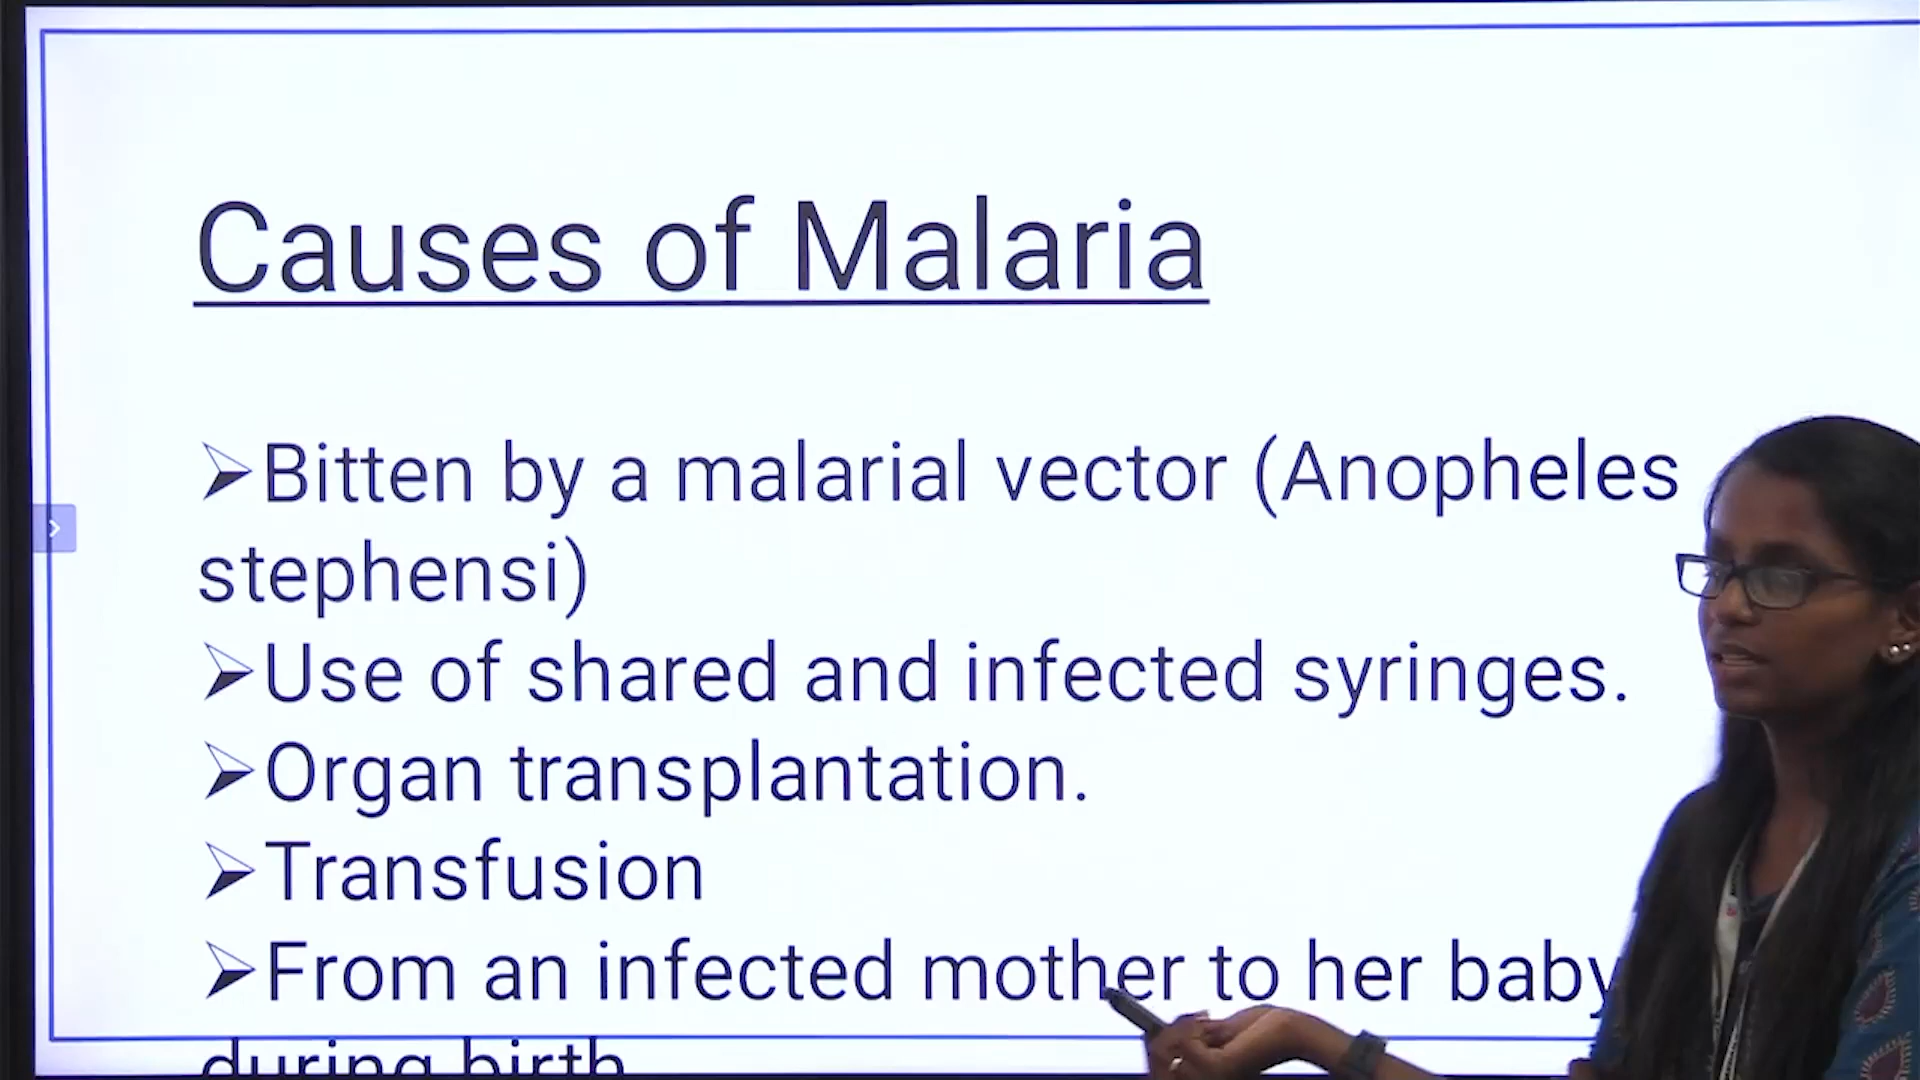 Causes of Malaria
➢Bitten by a malarial vector (Anopheles
stephensi)
➢Use of shared and infected syringes.
➢Organ transplantation.
➢Transfusion
➢From an infected mother to her baby
during birth